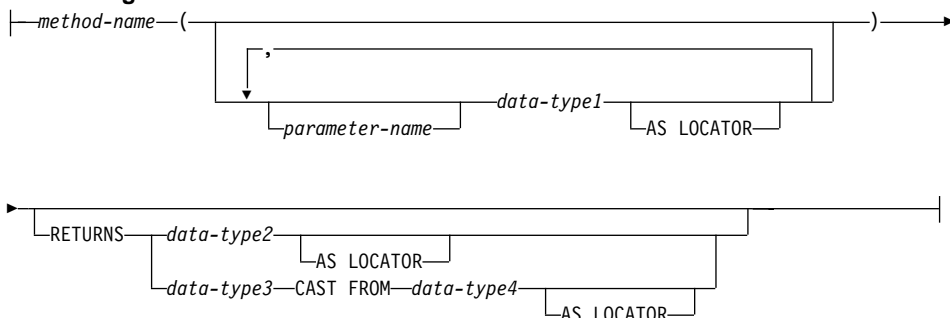 method-name ( )
,
data-type1
parameter-name AS LOCATOR
RETURNS data-type2
AS LOCATOR
data-type3 CAST FROM data-type4
AS LOCATOR